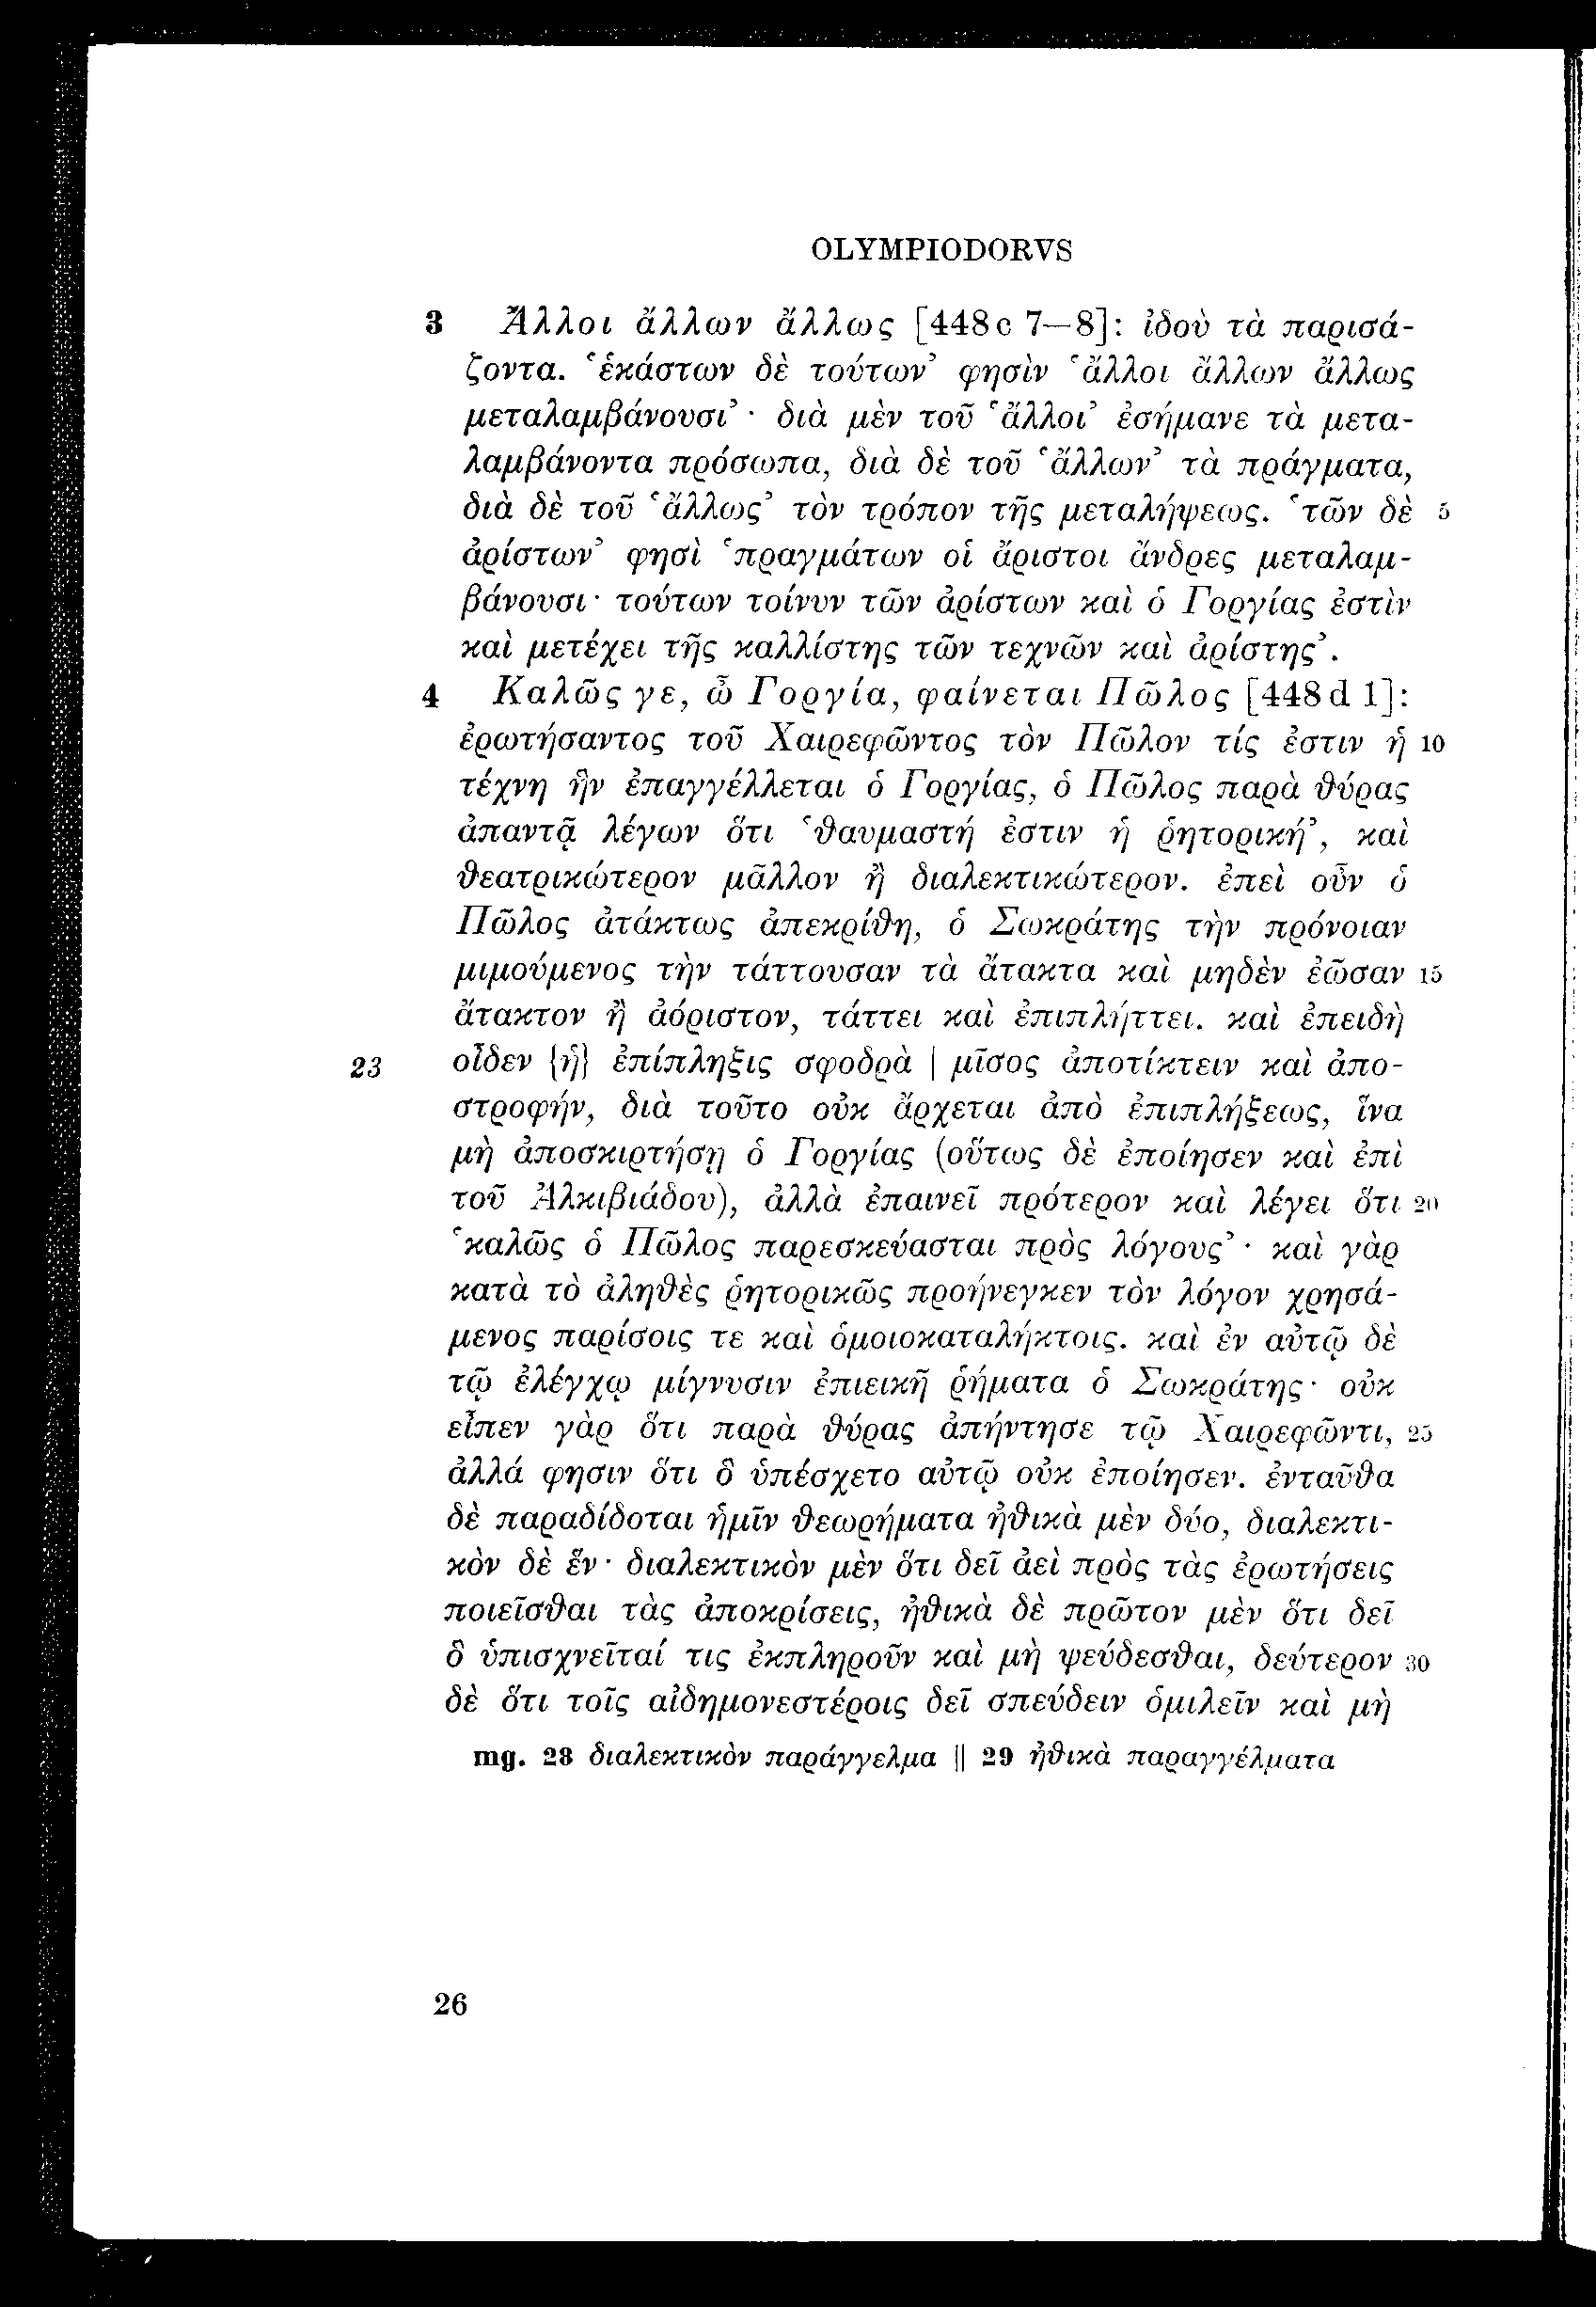 OLYMPIODORVS
3 Ἄλλοι ἄλλων ἄλλως [448c 7—8]: ἰδοὺ τὰ παρισά-
ζοντα. ‘ἑκάστων δὲ τούτων’ φησὶν ‘ἄλλοι ἄλλων ἄλλως
μεταλαμβάνουσι’· διὰ μὲν τοῦ ‘ἄλλοι’ ἐσήμανε τὰ μετα-
λαμβάνοντα πρόσωπα, διὰ δὲ τοῦ ‘ἄλλων’ τὰ πράγματα,
διὰ δὲ τοῦ ‘ἄλλως’ τὸν τρόπον τῆς μεταλήψεως. ‘τῶν δὲ 5
ἀρίστων’ φησὶ ‘πραγμάτων οἱ ἄριστοι ἄνδρες μεταλαμ-
βάνουσι· τούτων τοίνυν τῶν ἀρίστων καὶ ὁ Γοργίας ἐστὶν
καὶ μετέχει τῆς καλλίστης τῶν τεχνῶν καὶ ἀρίστης’.
4 Καλῶς γε, ὦ Γοργία, φαίνεται Πῶλος [448d 1]:
ἐρωτήσαντος τοῦ Χαιρεφῶντος τὸν Πῶλον τίς ἐστιν ἡ 10
τέχνη ἣν ἐπαγγέλλεται ὁ Γοργίας, ὁ Πῶλος παρὰ θύρας
ἀπαντᾷ λέγων ὅτι ‘θαυμαστή ἐστιν ἡ ῥητορική’, καὶ
θεατρικώτερον μᾶλλον ἢ διαλεκτικώτερον. ἐπεὶ οὖν ὁ
Πῶλος ἀτάκτως ἀπεκρίθη, ὁ Σωκράτης τὴν πρόνοιαν
μιμούμενος τὴν τάττουσαν τὰ ἄτακτα καὶ μηδὲν ἐῶσαν 15
ἄτακτον ἢ ἀόριστον, τάττει καὶ ἐπιπλήττει. καὶ ἐπειδὴ
23 οἶδεν {ἡ} ἐπίπληξις σφοδρὰ | μῖσος ἀποτίκτειν καὶ ἀπο-
στροφήν, διὰ τοῦτο οὐκ ἄρχεται ἀπὸ ἐπιπλήξεως, ἵνα
μὴ ἀποσκιρτήσῃ ὁ Γοργίας (οὕτως δὲ ἐποίησεν καὶ ἐπὶ
τοῦ Ἀλκιβιάδου), ἀλλὰ ἐπαινεῖ πρότερον καὶ λέγει ὅτι 20
‘καλῶς ὁ Πῶλος παρεσκεύασται πρὸς λόγους’· καὶ γὰρ
κατὰ τὸ ἀληθὲς ῥητορικῶς προήνεγκεν τὸν λόγον χρησά-
μενος παρίσοις τε καὶ ὁμοιοκαταλήκτοις. καὶ ἐν αὐτῷ δὲ
τῷ ἐλέγχῳ μίγνυσιν ἐπιεικῆ ῥήματα ὁ Σωκράτης· οὐκ
εἶπεν γὰρ ὅτι παρὰ θύρας ἀπήντησε τῷ Χαιρεφῶντι, 25
ἀλλά φησιν ὅτι ὃ ὑπέσχετο αὐτῷ οὐκ ἐποίησεν. ἐνταῦθα
δὲ παραδίδοται ἡμῖν θεωρήματα ἠθικὰ μὲν δύο, διαλεκτι-
κὸν δὲ ἕν· διαλεκτικὸν μὲν ὅτι δεῖ ἀεὶ πρὸς τὰς ἐρωτήσεις
ποιεῖσθαι τὰς ἀποκρίσεις, ἠθικὰ δὲ πρῶτον μὲν ὅτι δεῖ
ὃ ὑπισχνεῖταί τις ἐκπληροῦν καὶ μὴ ψεύδεσθαι, δεύτερον 30
δὲ ὅτι τοῖς αἰδημονεστέροις δεῖ σπεύδειν ὁμιλεῖν καὶ μὴ
mg. 28 διαλεκτικὸν παράγγελμα || 29 ἠθικὰ παραγγέλματα
26